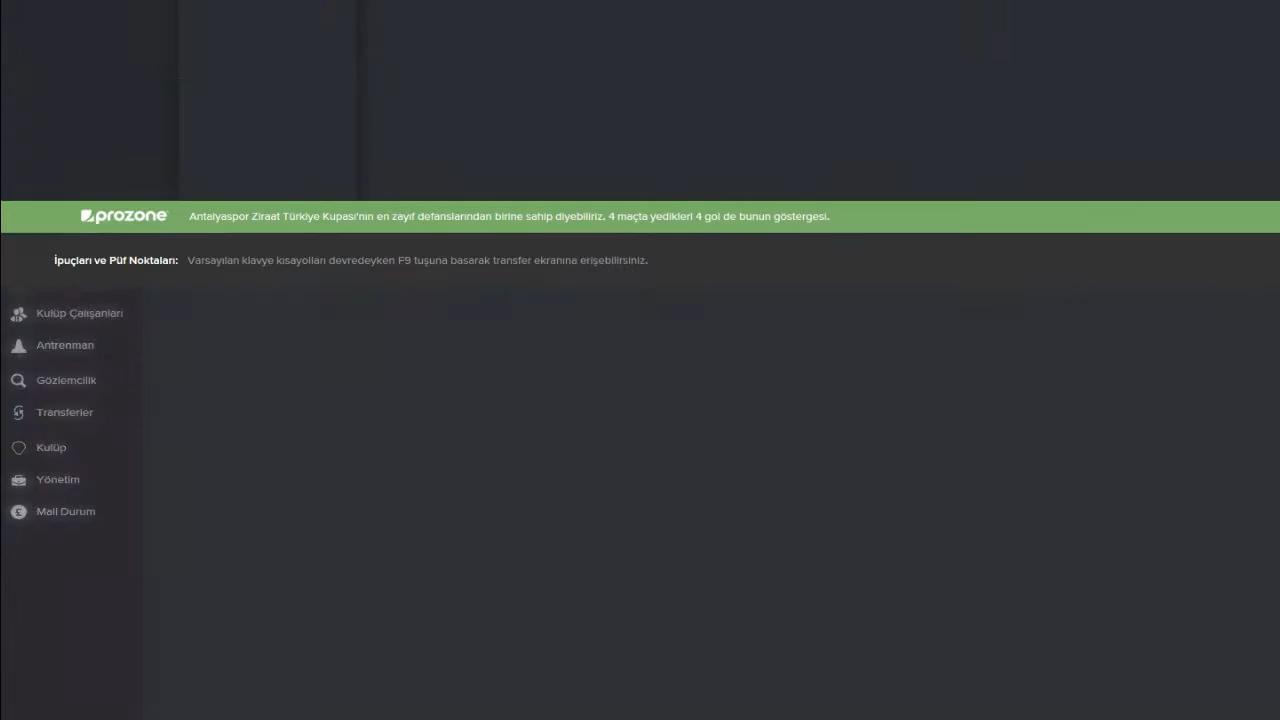 prozone Antalyaspor Ziraat Türkiye Kupası'nın en zayıf defanslarından birine sahip diyebiliriz. 4 maçta yedikleri 4 gol de bunun göstergesi.
İpuçları ve Püf Noktaları: Varsayılan klavye kısayolları devredeyken F9 tuşuna basarak transfer ekranına erişebilirsiniz.
Kulüp Çalışanları
Antrenman
Gözlemcilik
Transferler
Kulüp
Yönetim
Mali Durum